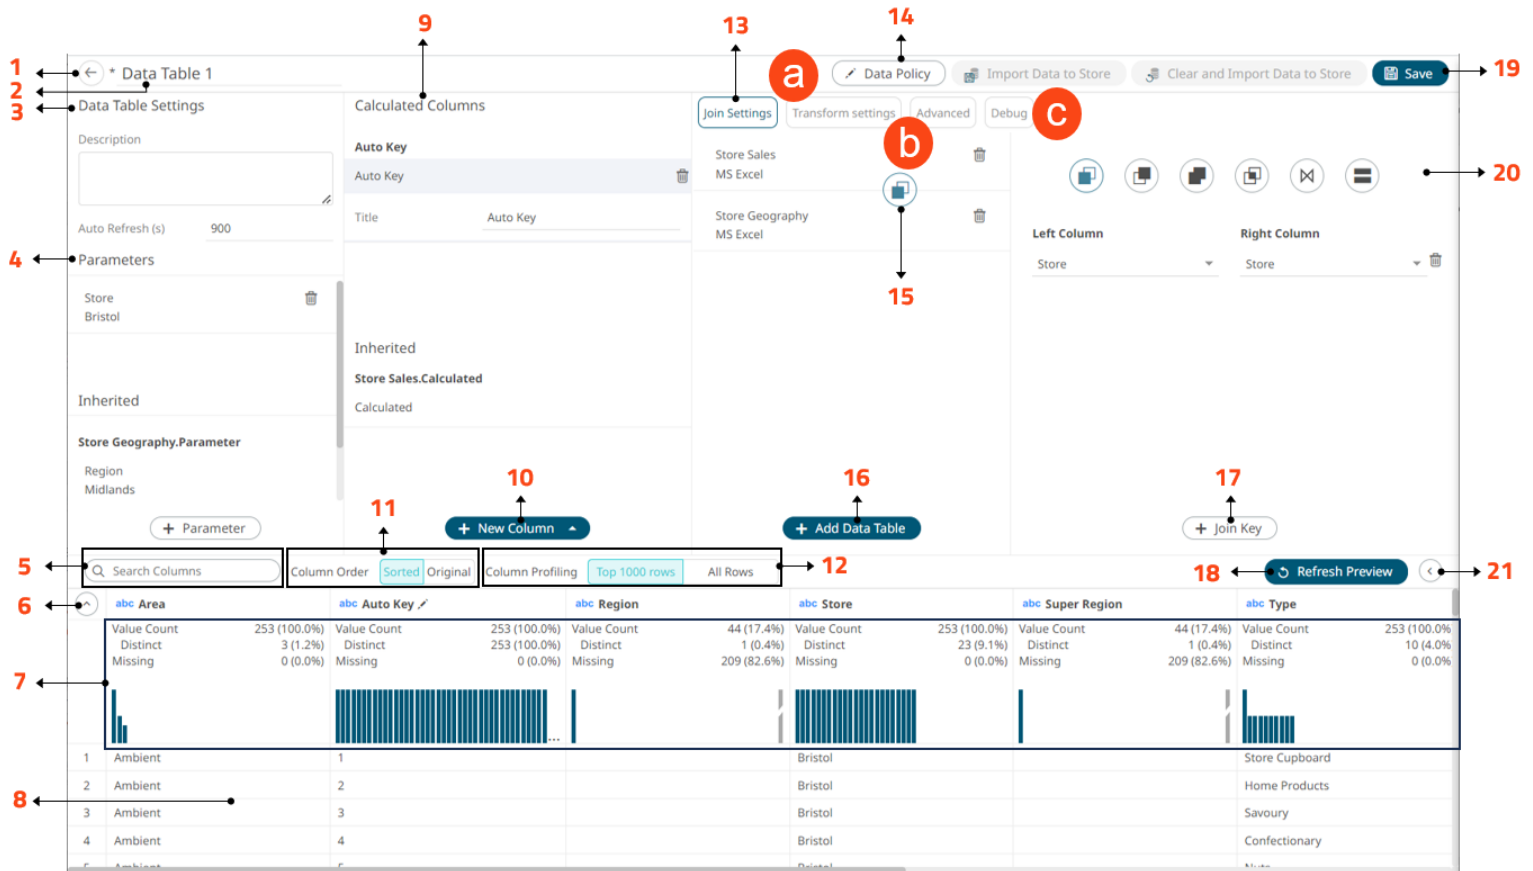 9
13
14
1
2
3
* Data Table 1
a
Data Policy
Import Data to Store
Clear and Import Data to Store
Save
19
Data Table Settings
Description
Auto Refresh (s) 900
4
Parameters
Store
Bristol
Inherited
Store Geography.Parameter
Region
Midlands
+ Parameter
Calculated Columns
Auto Key
Auto Key
Title Auto Key
Inherited
Store Sales.Calculated
Calculated
10
+ New Column
11
Join Settings
Transform settings
Advanced
Debug
c
b
Store Sales
MS Excel
Store Geography
MS Excel
15
16
+ Add Data Table
20
Left Column Right Column
Store Store
17
+ Join Key
5
Search Columns
Column Order Sorted Original
Column Profiling Top 1000 rows All Rows
12
18
Refresh Preview
21
6
abc Area abc Auto Key abc Region abc Store abc Super Region abc Type
Value Count 253 (100.0%) Value Count 253 (100.0%) Value Count 44 (17.4%) Value Count 253 (100.0%) Value Count 44 (17.4%) Value Count 253 (100.0%
Distinct 3 (1.2%) Distinct 253 (100.0%) Distinct 1 (0.4%) Distinct 23 (9.1%) Distinct 1 (0.4%) Distinct 10 (4.0%
Missing 0 (0.0%) Missing 0 (0.0%) Missing 209 (82.6%) Missing 0 (0.0%) Missing 209 (82.6%) Missing 0 (0.0%
7
...
1 Ambient 1 Bristol Store Cupboard
2 Ambient 2 Bristol Home Products
8
3 Ambient 3 Bristol Savoury
4 Ambient 4 Bristol Confectionary